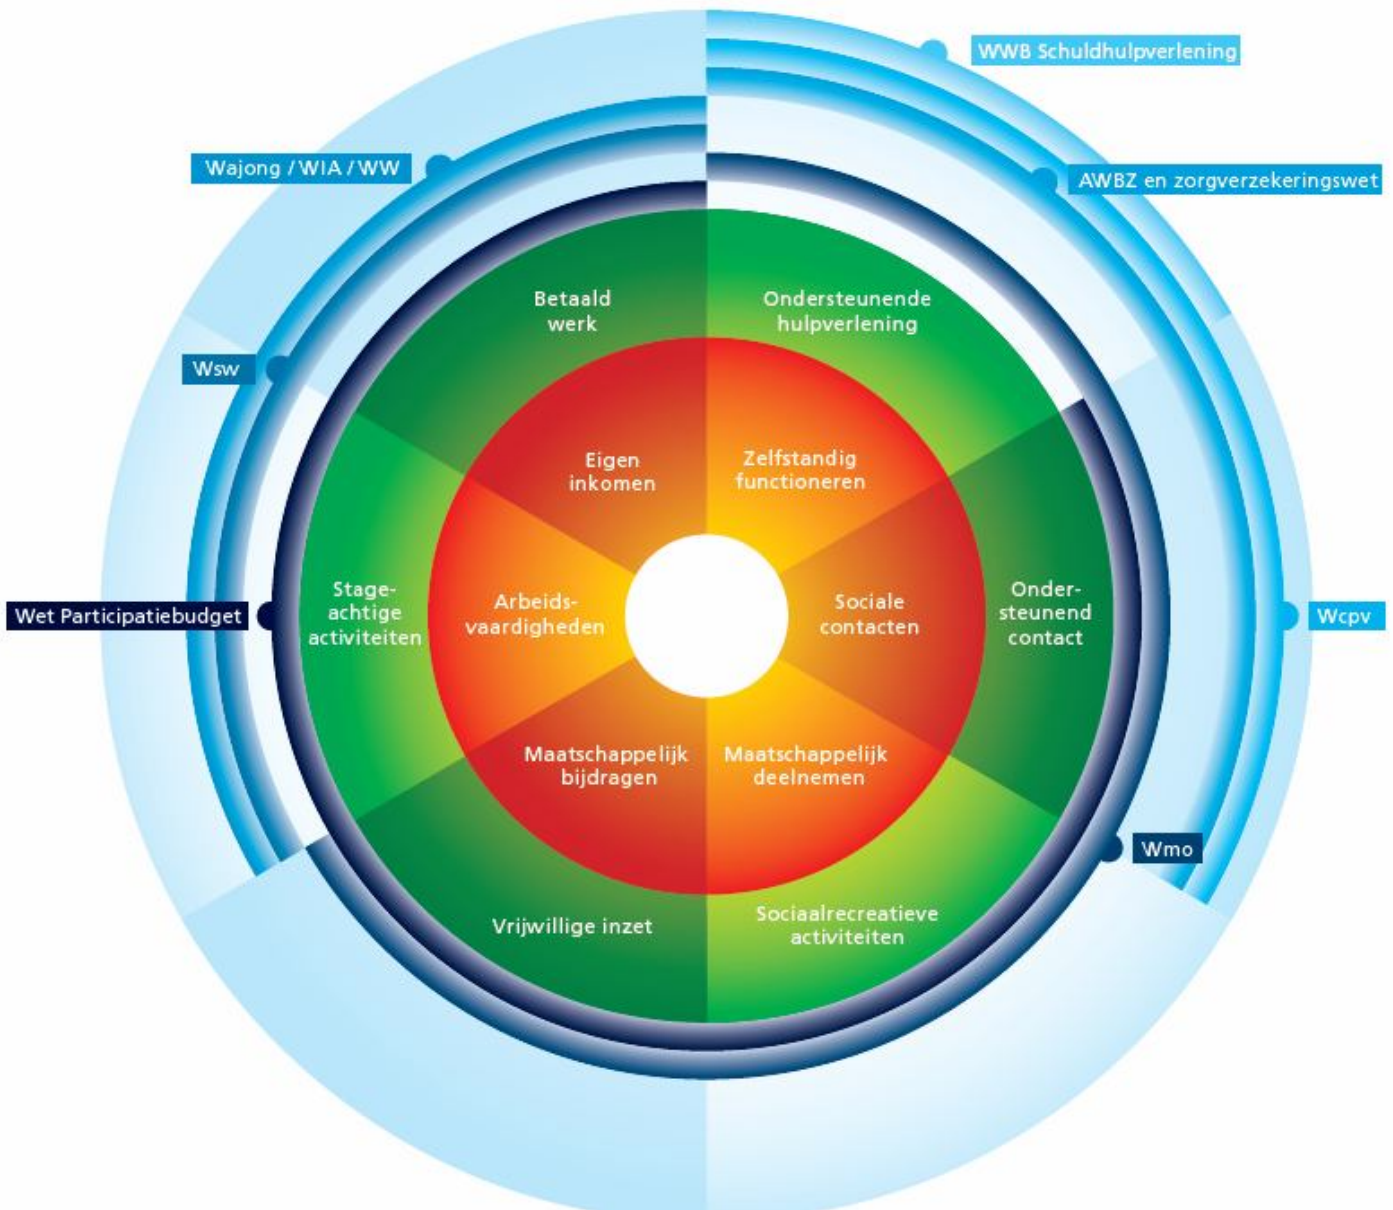 WWB Schuldhulpverlening
Wajong / WIA / WW
AWBZ en zorgverzekeringswet
Betaald
werk
Ondersteunende
hulpverlening
Wsw
Eigen
inkomen
Zelfstandig
functioneren
Wet Participatiebudget
Stage-
achtige
activiteiten
Arbeids-
vaardigheden
Sociale
contacten
Onder-
steunend
contact
Wcpv
Maatschappelijk
bijdragen
Maatschappelijk
deelnemen
Wmo
Vrijwillige inzet
Sociaalrecreatieve
activiteiten